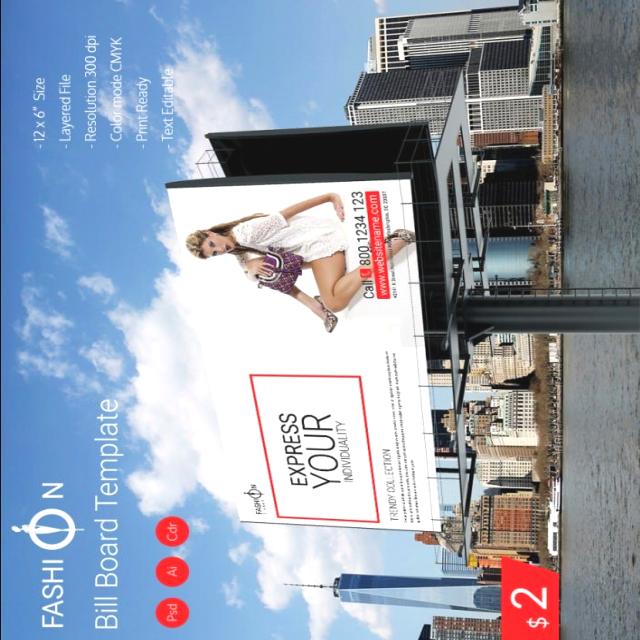 FASHION
Bill Board Template
Psd
Ai
Cdr
- 12 x 6" Size
- Layered File
- Resolution 300 dpi
- Color mode CMYK
- Print Ready
- Text Editable
FASHION
EXPRESS
YOUR
INDIVIDUALITY
TRENDY COLLECTION
Call 800.1234 123
www.websitename.com
$ 2